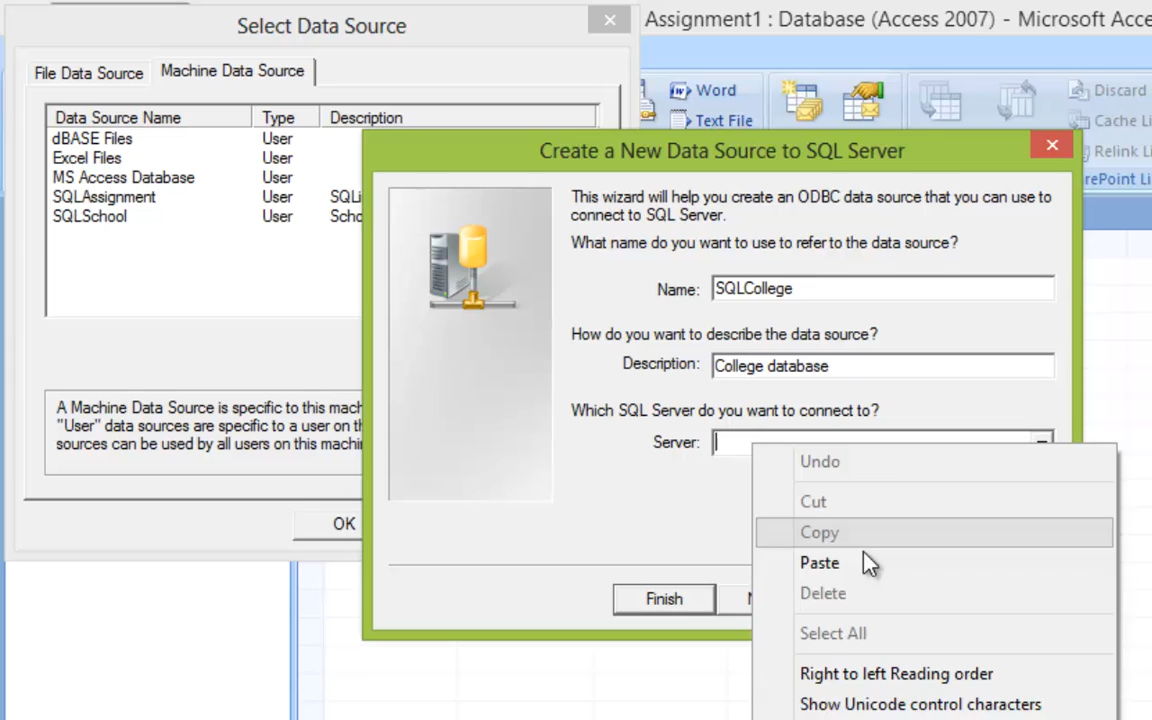 Select Data Source
Assignment1 : Database (Access 2007) - Microsoft Acce
File Data Source
Machine Data Source
Word
Text File
Discard
Cache Li
Relink Li
rePoint Li
Data Source Name Type Description
dBASE Files User
Excel Files User
MS Access Database User
SQLAssignment User SQLi
SQLSchool User Scho
A Machine Data Source is specific to this mach
"User" data sources are specific to a user on th
sources can be used by all users on this machin
OK
Create a New Data Source to SQL Server
This wizard will help you create an ODBC data source that you can use to
connect to SQL Server.
What name do you want to use to refer to the data source?
Name: SQLCollege
How do you want to describe the data source?
Description: College database
Which SQL Server do you want to connect to?
Server:
Finish
N
Undo
Cut
Copy
Paste
Delete
Select All
Right to left Reading order
Show Unicode control characters